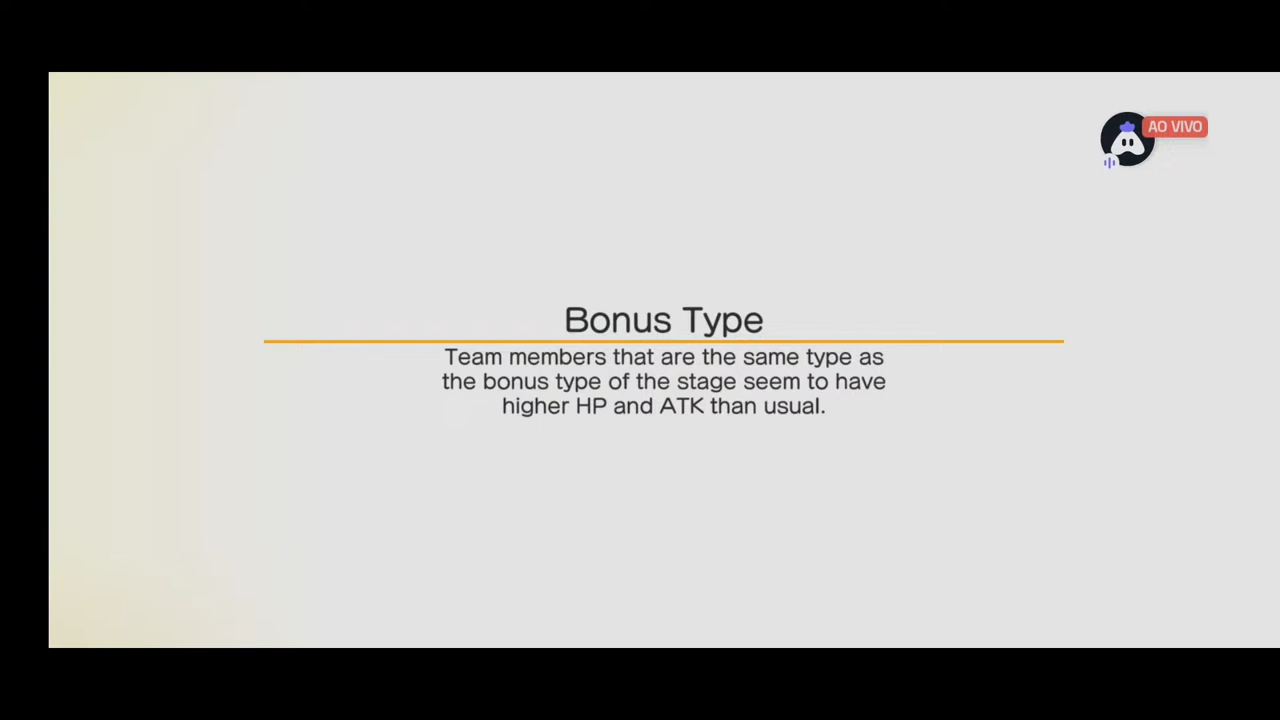 AO VIVO
Bonus Type
Team members that are the same type as
the bonus type of the stage seem to have
higher HP and ATK than usual.